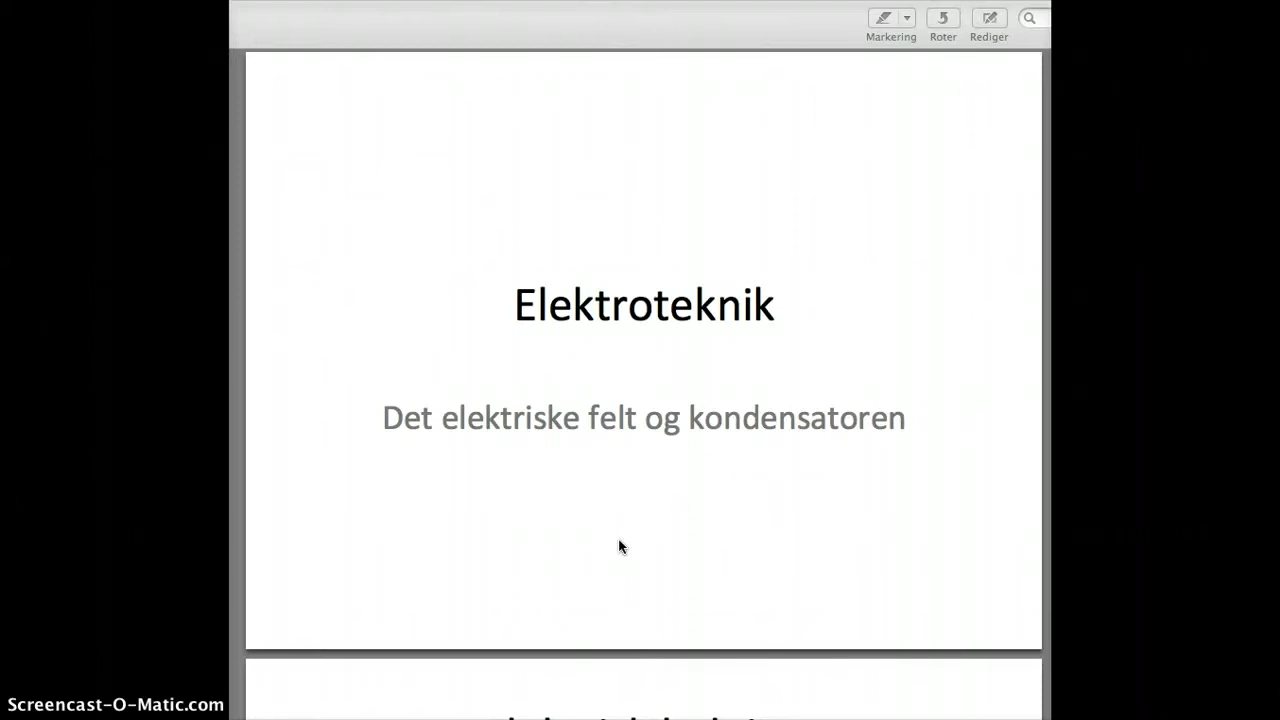 Markering Roter Rediger
Elektroteknik
Det elektriske felt og kondensatoren
Screencast-O-Matic.com